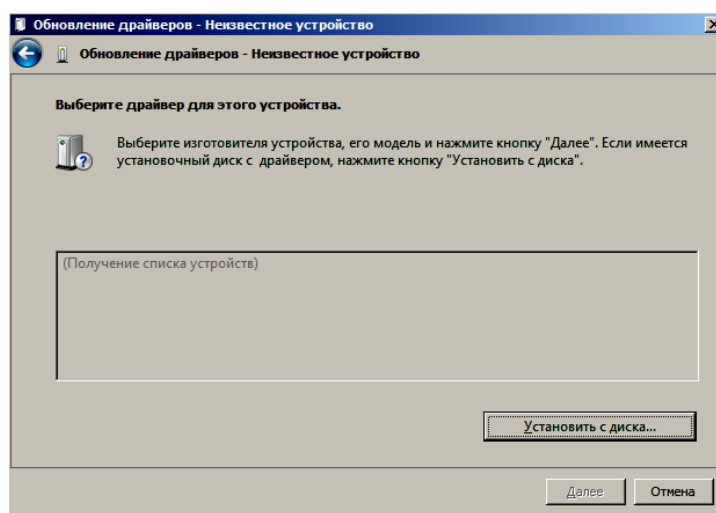 Обновление драйверов - Неизвестное устройство
Обновление драйверов - Неизвестное устройство
Выберите драйвер для этого устройства.
Выберите изготовителя устройства, его модель и нажмите кнопку "Далее". Если имеется
установочный диск с драйвером, нажмите кнопку "Установить с диска".
(Получение списка устройств)
Установить с диска...
Далее
Отмена